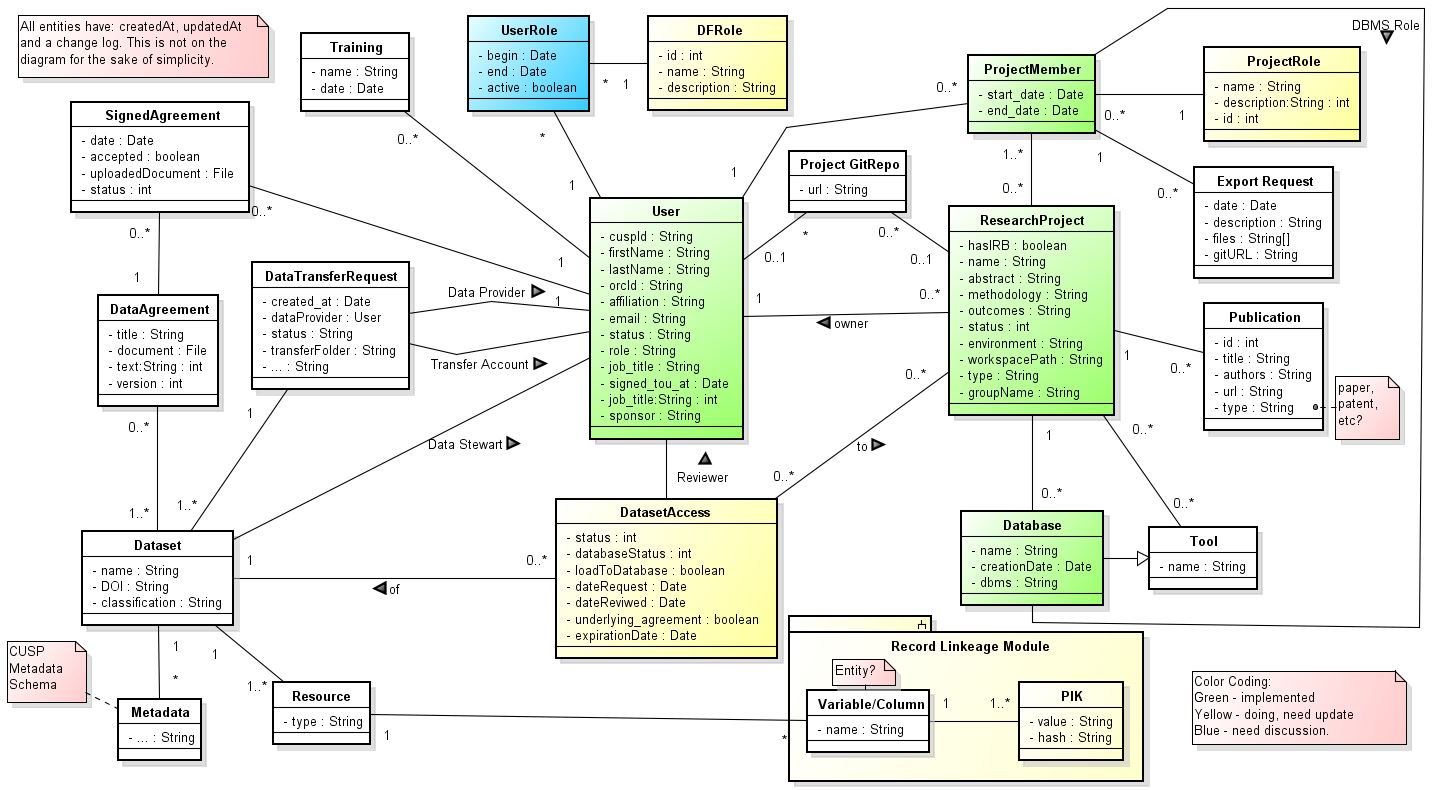 All entities have: createdAt, updatedAt
and a change log. This is not on the
diagram for the sake of simplicity.
Training
- name : String
- date : Date
UserRole
- begin : Date
- end : Date
- active : boolean
*
1
DFRole
- id : int
- name : String
- description : String
DBMS Role
ProjectMember
- start_date : Date
- end_date : Date
ProjectRole
- name : String
- description:String : int
- id : int
0..*
0..*
1
SignedAgreement
- date : Date
- accepted : boolean
- uploadedDocument : File
- status : int
0..*
0..*
*
1
1
1..*
0..*
1
0..*
Project GitRepo
- url : String
*
0..*
0..1
0..1
Export Request
- date : Date
- description : String
- files : String[]
- gitURL : String
User
- cuspId : String
- firstName : String
- lastName : String
- orcId : String
- affiliation : String
- email : String
- status : String
- role : String
- job_title : String
- signed_tou_at : Date
- job_title:String : int
- sponsor : String
ResearchProject
- hasIRB : boolean
- name : String
- abstract : String
- methodology : String
- outcomes : String
- status : int
- environment : String
- workspacePath : String
- type : String
- groupName : String
0..*
1
1
1
DataTransferRequest
- created_at : Date
- dataProvider : User
- status : String
- transferFolder : String
- ... : String
Data Provider
1
Transfer Account
Data Stewart
1
0..*
owner
DataAgreement
- title : String
- document : File
- text:String : int
- version : int
0..*
1..*
1
1..*
Publication
- id : int
- title : String
- authors : String
- url : String
- type : String
1
0..*
paper,
patent,
etc?
0..*
to
0..*
Reviewer
1
0..*
0..*
0..*
Dataset
- name : String
- DOI : String
- classification : String
1
0..*
of
DatasetAccess
- status : int
- databaseStatus : int
- loadToDatabase : boolean
- dateRequest : Date
- dateReviwed : Date
- underlying_agreement : boolean
- expirationDate : Date
Database
- name : String
- creationDate : Date
- dbms : String
Tool
- name : String
CUSP
Metadata
Schema
1
*
1
1..*
Metadata
- ... : String
Resource
- type : String
1
*
Record Linkage Module
Entity?
Variable/Column
- name : String
1
1..*
PIK
- value : String
- hash : String
Color Coding:
Green - implemented
Yellow - doing, need update
Blue - need discussion.